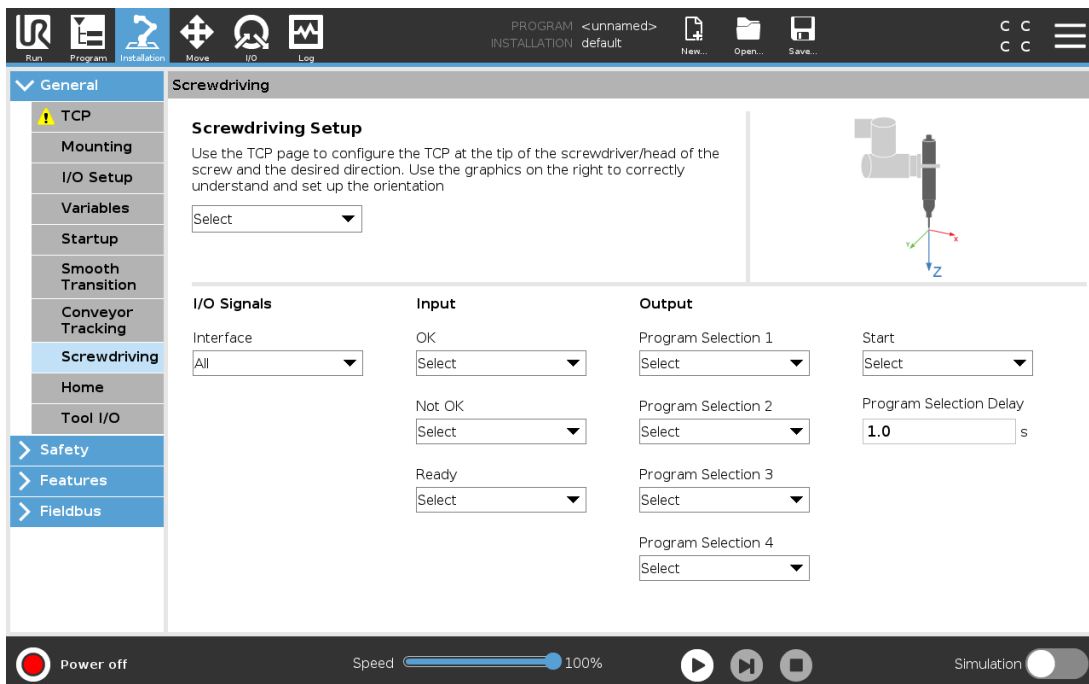 PROGRAM <unnamed>
INSTALLATION default
UR
Run
Program
Installation
Move
I/O
Log
New...
Open...
Save...
C C
C C
General
TCP
Mounting
I/O Setup
Variables
Startup
Smooth
Transition
Conveyor
Tracking
Screwdriving
Home
Tool I/O
Safety
Features
Fieldbus
Screwdriving
Screwdriving Setup
Use the TCP page to configure the TCP at the tip of the screwdriver/head of the
screw and the desired direction. Use the graphics on the right to correctly
understand and set up the orientation
Select
Y
X
Z
I/O Signals
Interface
All
Input
OK
Select
Not OK
Select
Ready
Select
Output
Program Selection 1
Select
Program Selection 2
Select
Program Selection 3
Select
Program Selection 4
Select
Start
Select
Program Selection Delay
1.0 s
Power off
Speed 100%
Simulation